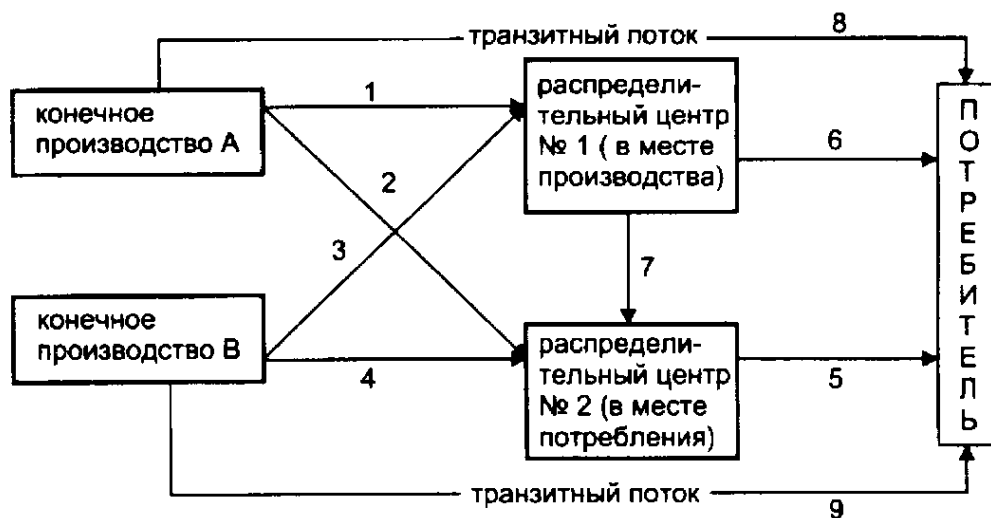 транзитный поток
8
конечное
производство А
1
распредели-
тельный центр
№ 1 ( в месте
производства)
6
2
3
7
конечное
производство В
4
распредели-
тельный центр
№ 2 (в месте
потребления)
5
ПОТРЕБИТЕЛЬ
транзитный поток
9